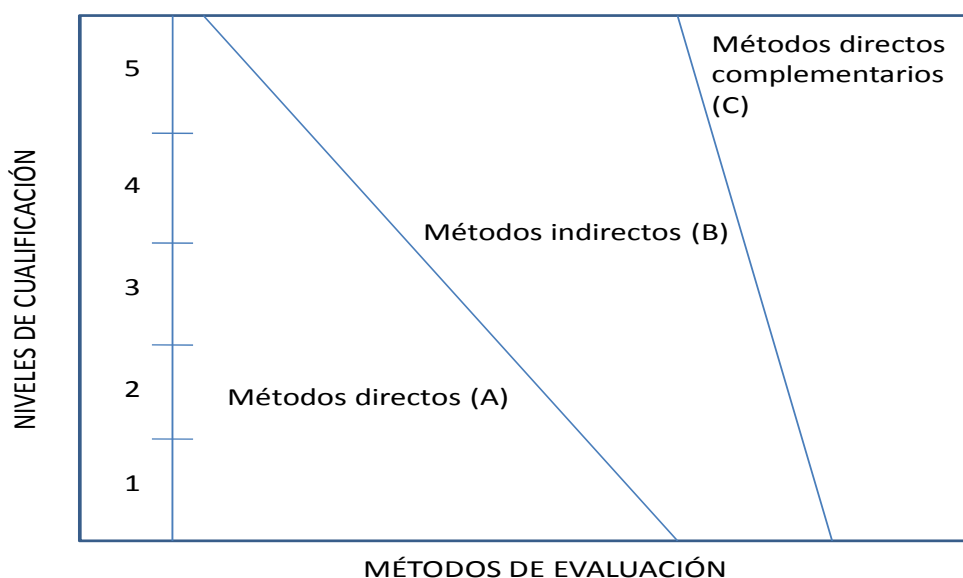 Métodos directos
complementarios
(C)
5
4
Métodos indirectos (B)
3
2
Métodos directos (A)
1
NIVELES DE CUALIFICACIÓN
MÉTODOS DE EVALUACIÓN